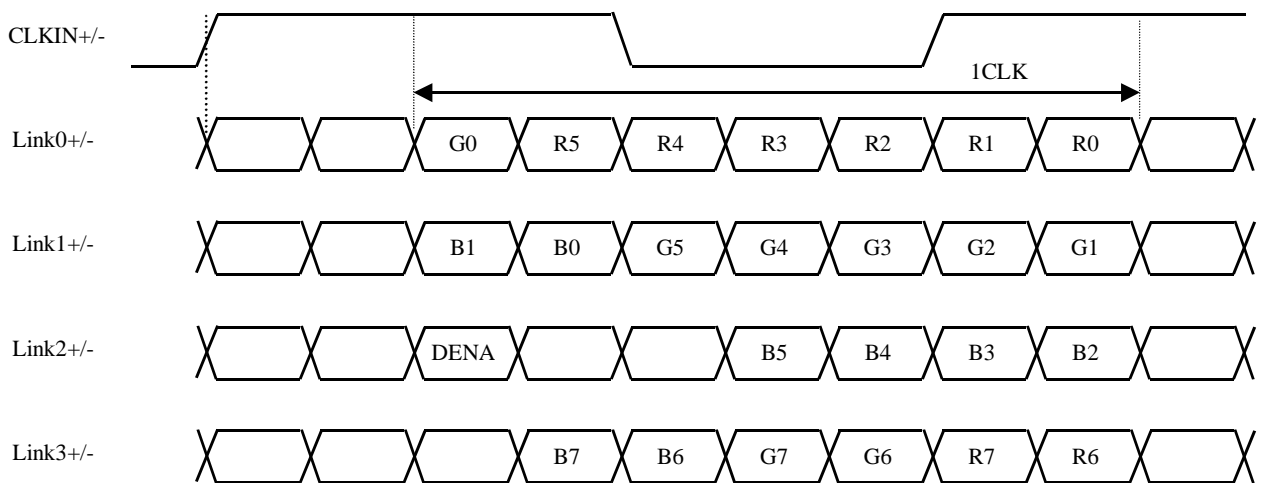 CLKIN+/-
1CLK
Link0+/- G0 R5 R4 R3 R2 R1 R0
Link1+/- B1 B0 G5 G4 G3 G2 G1
Link2+/- DENA B5 B4 B3 B2
Link3+/- B7 B6 G7 G6 R7 R6